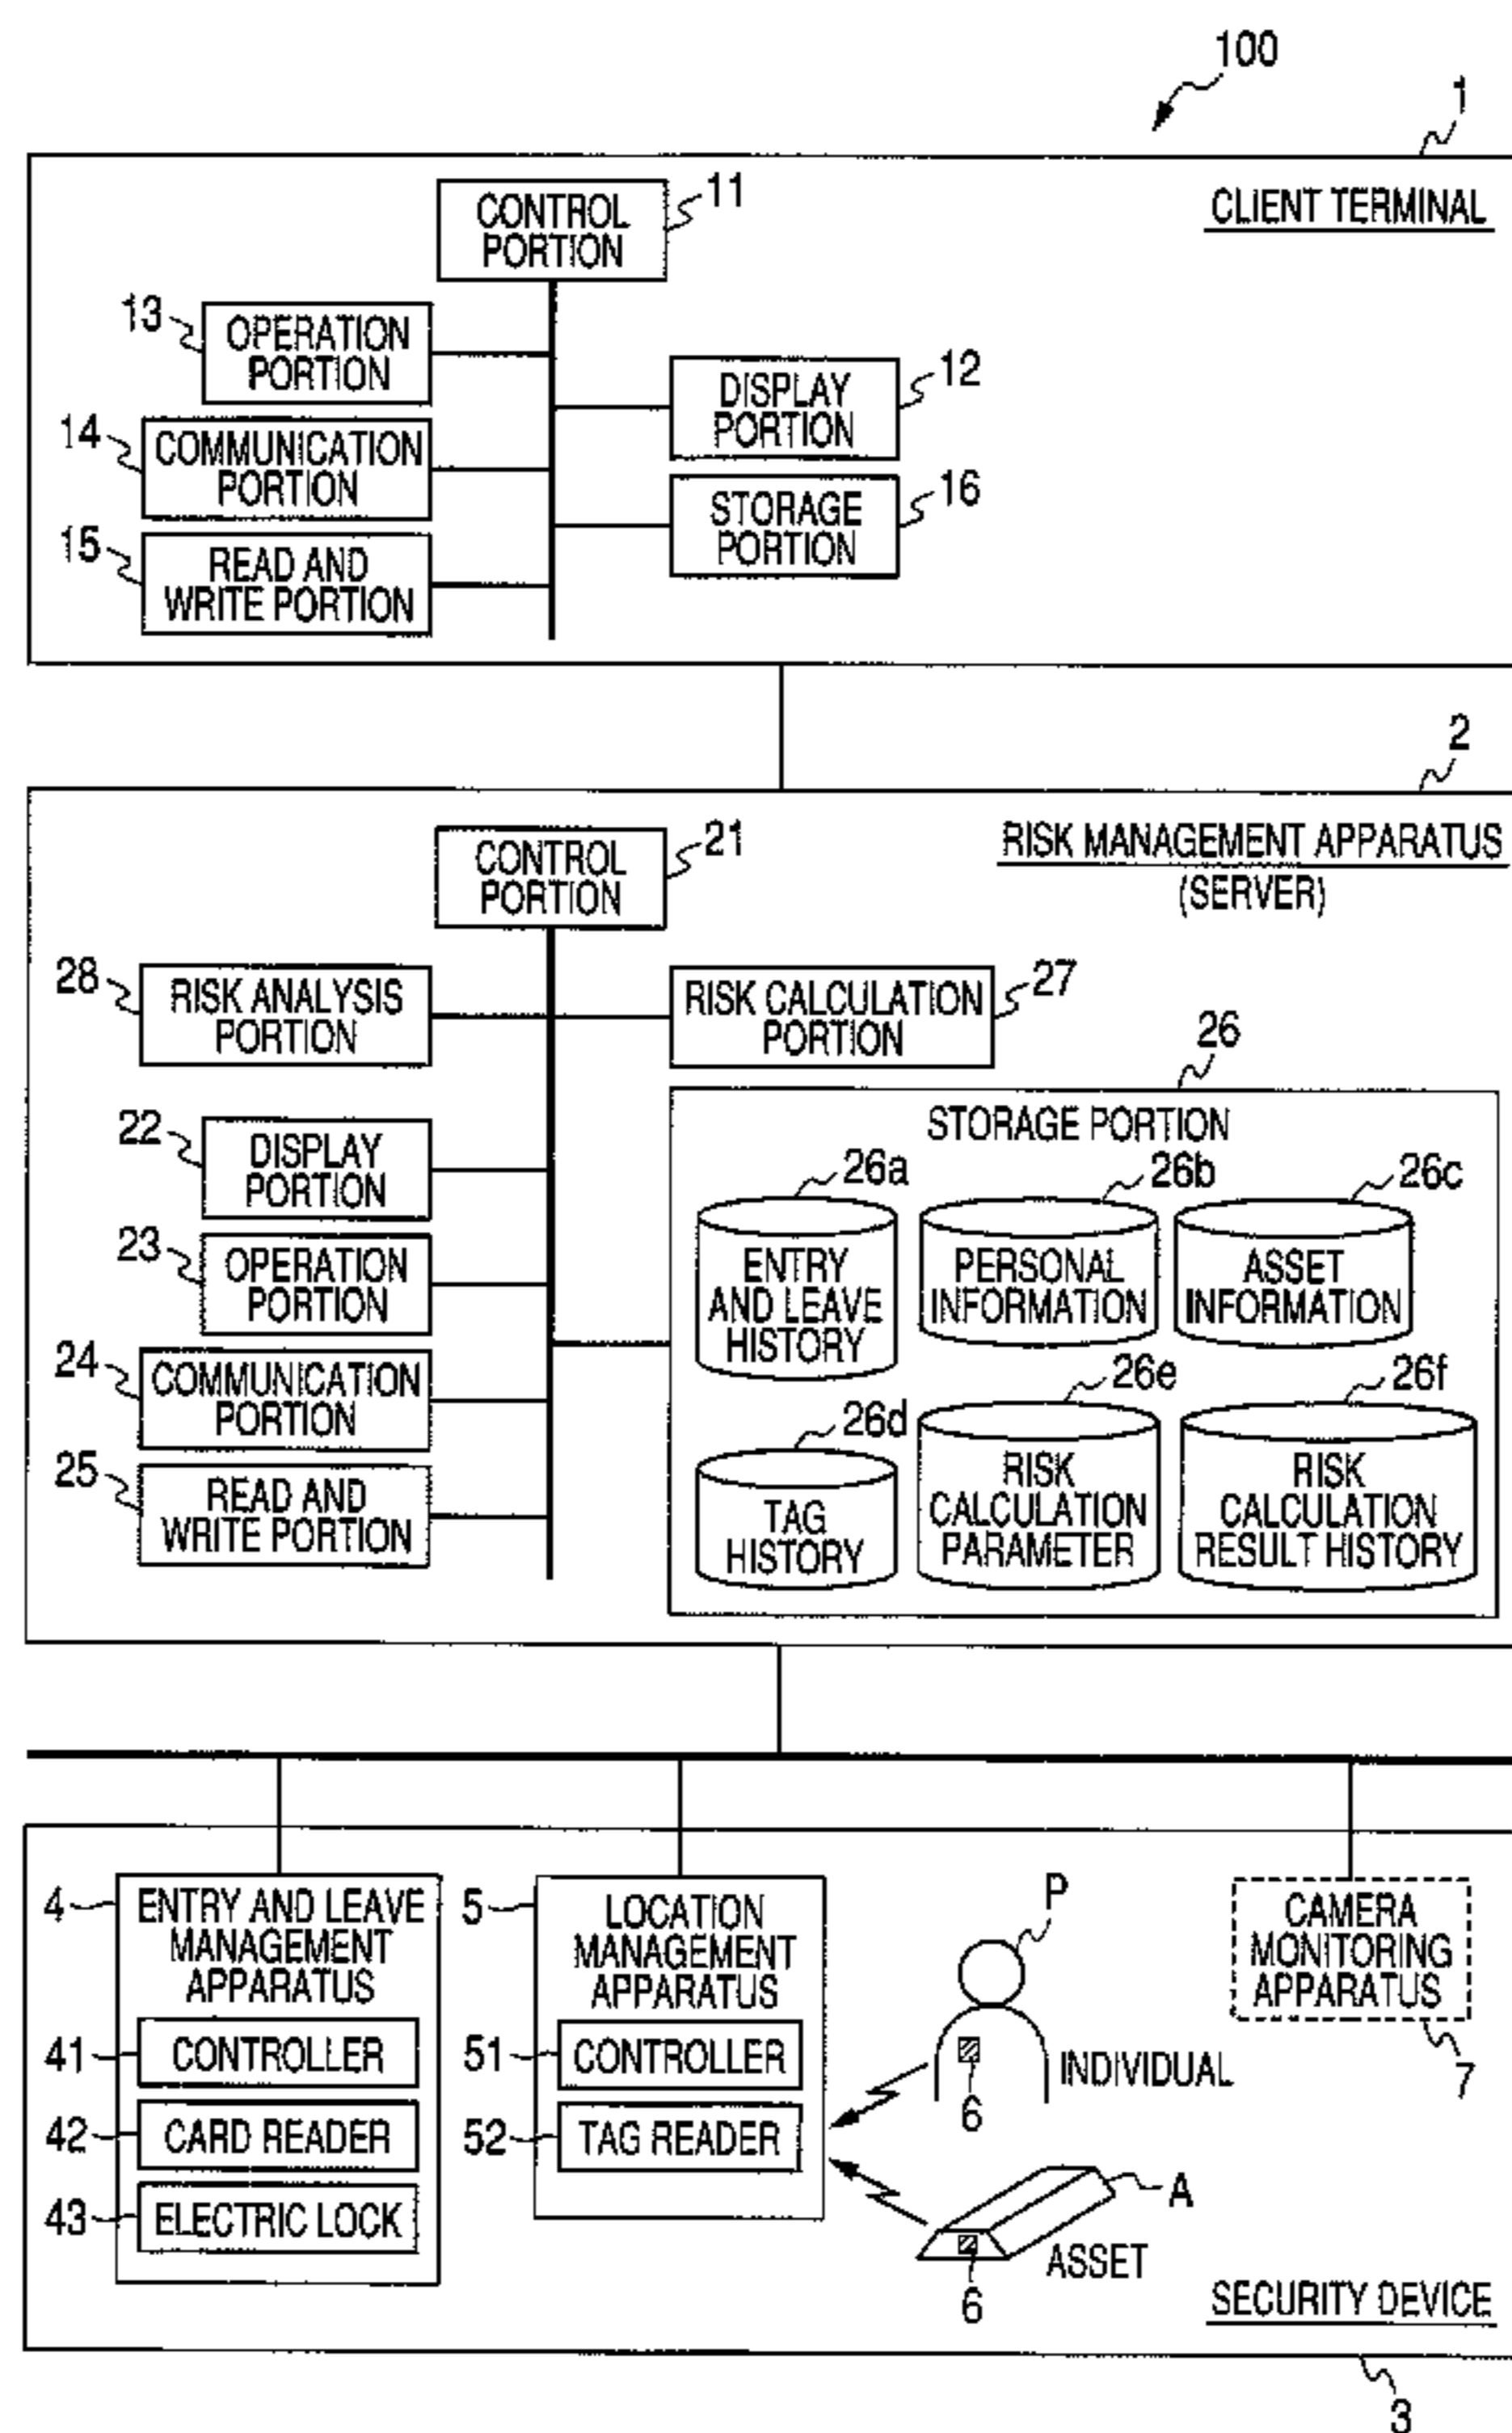 100
1
CLIENT TERMINAL
CONTROL
PORTION
11
13
OPERATION
PORTION
DISPLAY
PORTION
12
14
COMMUNICATION
PORTION
STORAGE
PORTION
16
15
READ AND
WRITE PORTION
2
RISK MANAGEMENT APPARATUS
(SERVER)
CONTROL
PORTION
21
28
RISK ANALYSIS
PORTION
RISK CALCULATION
PORTION
27
26
STORAGE PORTION
22
DISPLAY
PORTION
23
OPERATION
PORTION
24
COMMUNICATION
PORTION
25
READ AND
WRITE PORTION
26a
ENTRY
AND LEAVE
HISTORY
26b
PERSONAL
INFORMATION
26c
ASSET
INFORMATION
26d
TAG
HISTORY
26e
RISK
CALCULATION
PARAMETER
26f
RISK
CALCULATION
RESULT HISTORY
4
ENTRY AND LEAVE
MANAGEMENT
APPARATUS
41
CONTROLLER
42
CARD READER
43
ELECTRIC LOCK
5
LOCATION
MANAGEMENT
APPARATUS
51
CONTROLLER
52
TAG READER
P
INDIVIDUAL
6
A
ASSET
6
CAMERA
MONITORING
APPARATUS
7
SECURITY DEVICE
3